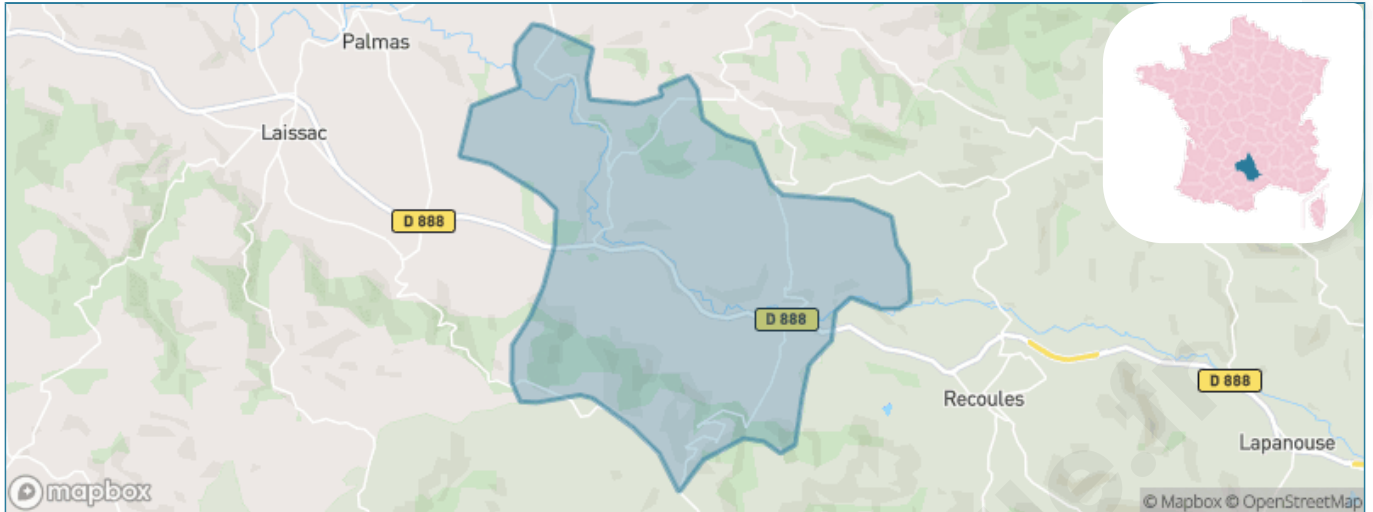 Palmas
Laissac
D 888
D 888
Recoules
D 888
Lapanouse
mapbox
© Mapbox © OpenStreetMap